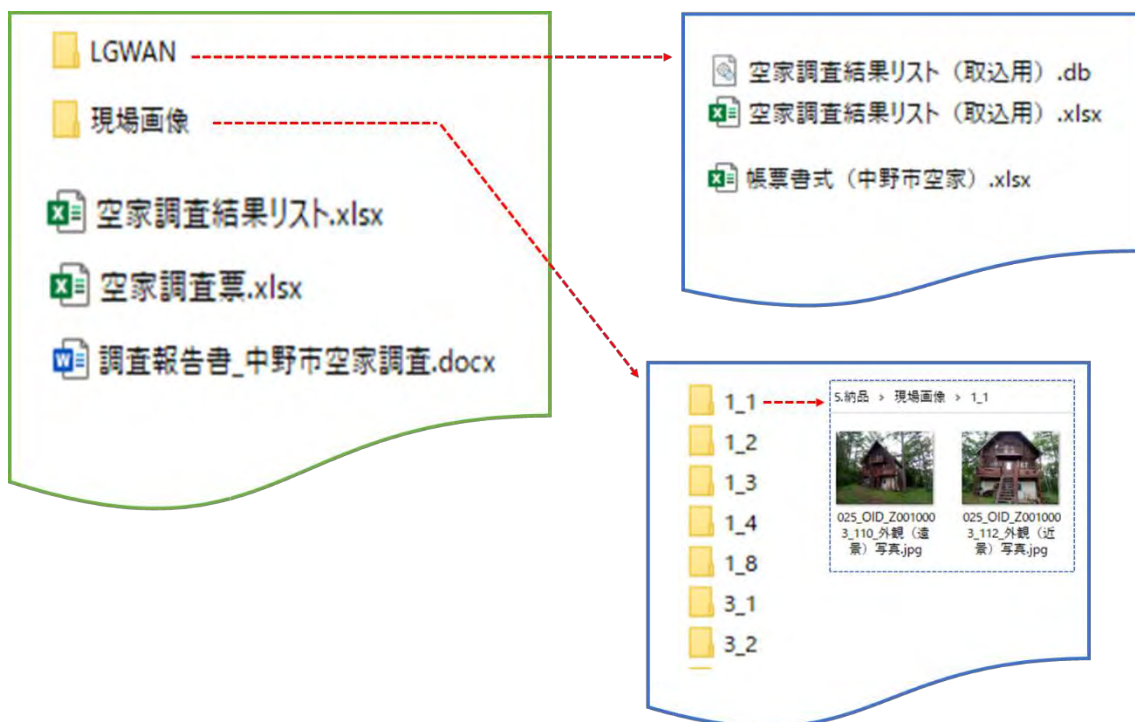 LGWAN
現場画像
空家調査結果リスト.xlsx
空家調査票.xlsx
調査報告書_中野市空家調査.docx
空家調査結果リスト（取込用）.db
空家調査結果リスト（取込用）.xlsx
帳票書式（中野市空家）.xlsx
1_1
1_2
1_3
1_4
1_8
3_1
3_2
5.納品 › 現場画像 › 1_1
025_OID_Z001000
3_110_外観（遠
景）写真.jpg
025_OID_Z001000
3_112_外観（近
景）写真.jpg